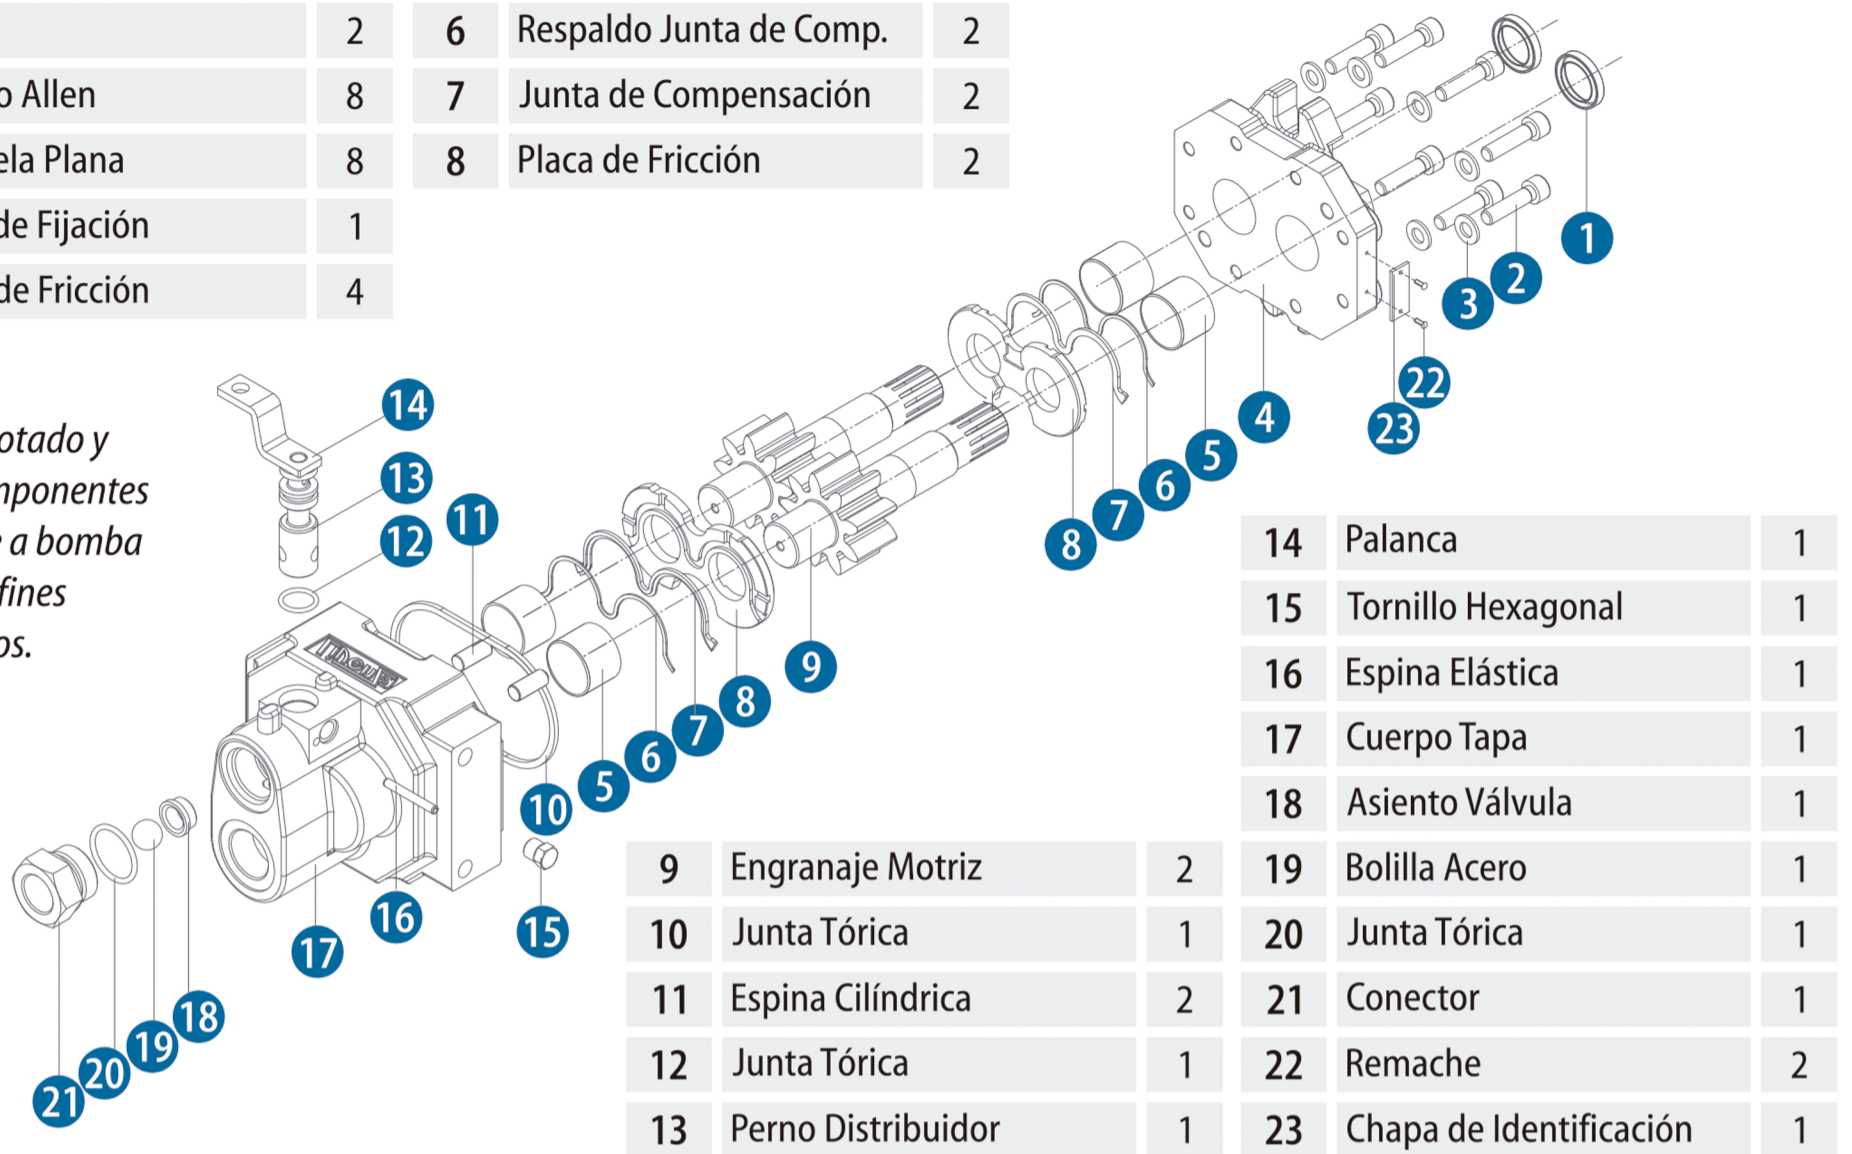 2
o Allen 8
ela Plana 8
de Fijación 1
de Fricción 4
6 Respaldo Junta de Comp. 2
7 Junta de Compensación 2
8 Placa de Fricción 2
otado y
nponentes
e a bomba
fines
os.
14
13
12
11
1
2
3
22
23
4
5
6
7
8
9
8
7
6
5
10
15
16
17
18
19
20
21
9 Engranaje Motriz 2
10 Junta Tórica 1
11 Espina Cilíndrica 2
12 Junta Tórica 1
13 Perno Distribuidor 1
14 Palanca 1
15 Tornillo Hexagonal 1
16 Espina Elástica 1
17 Cuerpo Tapa 1
18 Asiento Válvula 1
19 Bolilla Acero 1
20 Junta Tórica 1
21 Conector 1
22 Remache 2
23 Chapa de Identificación 1